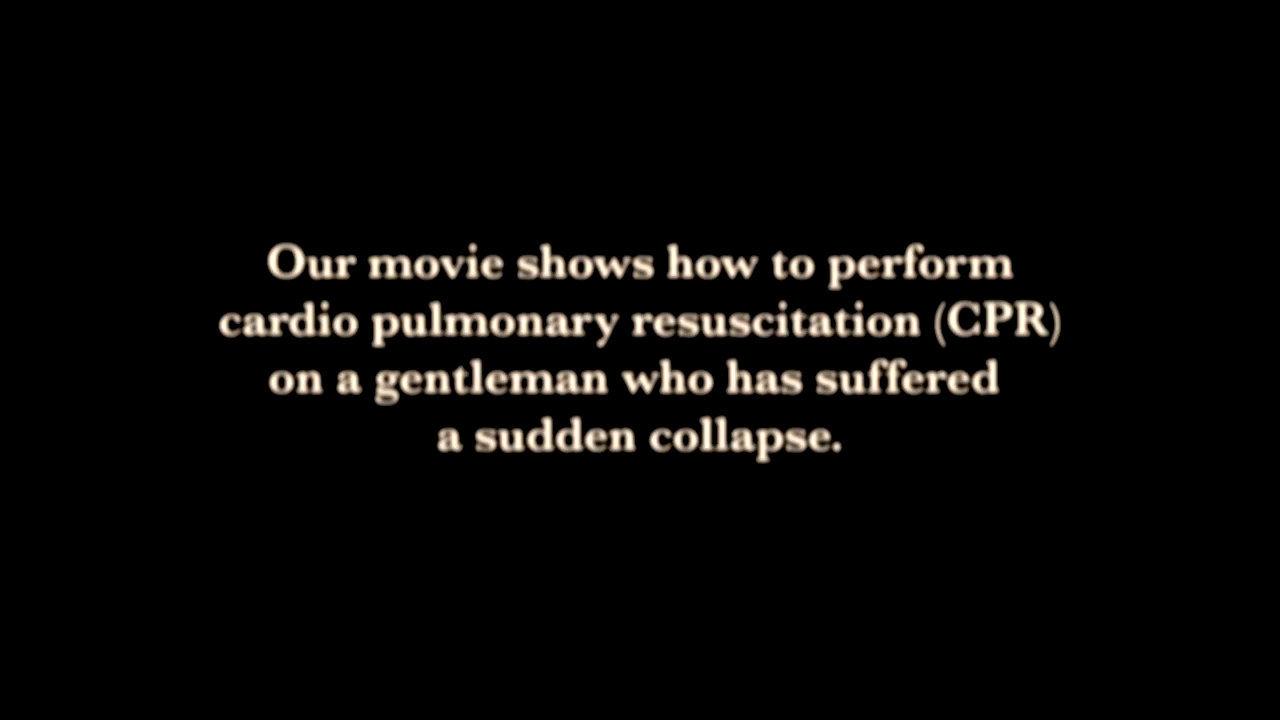 Our movie shows how to perform
cardio pulmonary resuscitation (CPR)
on a gentleman who has suffered
a sudden collapse.